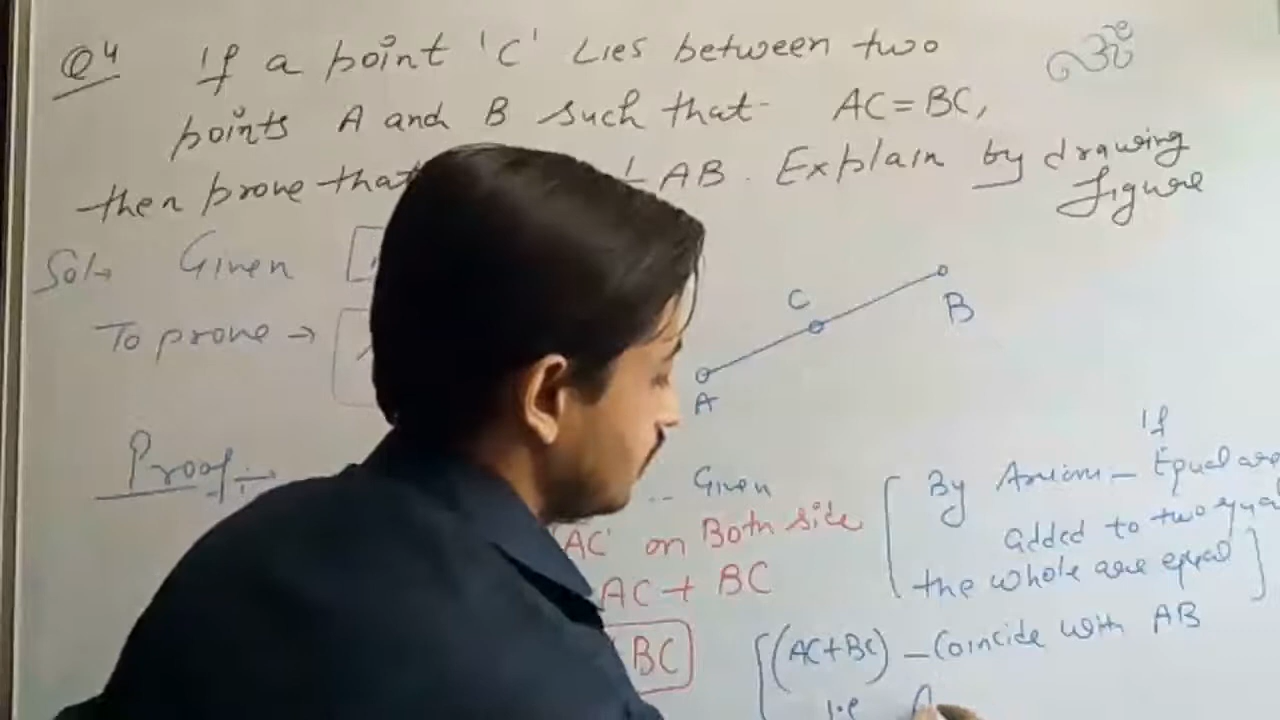 Q4 If a point 'C' Lies between two
ॐ
points A and B such that AC=BC,
then prove that AB. Explain by drawing
figure
Sol→ Given
To prove →
C
B
A
Proof:→
.. Given
AC on Both side
AC + BC
BC
If
By Axiom - Equal are
added to two equal
the whole are equal
(AC+BC) - Coincide with AB
i.e